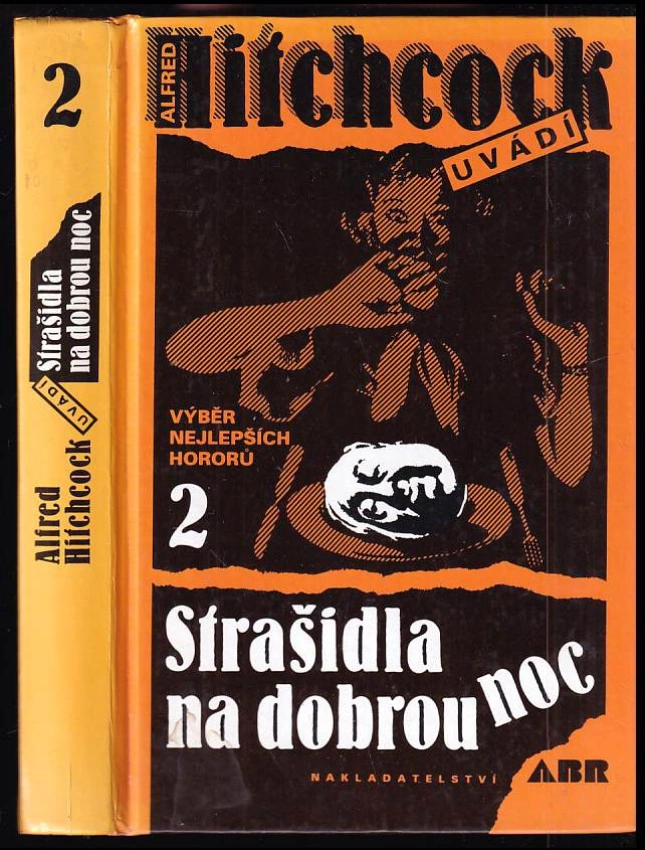 2
Strašidla
na dobrou noc
UVÁDÍ
Alfred
Hitchcock
ALFRED
Hitchcock
UVÁDÍ
VÝBĚR
NEJLEPŠÍCH
HORORŮ
2
Strašidla
na dobrou noc
NAKLADATELSTVÍ ABR